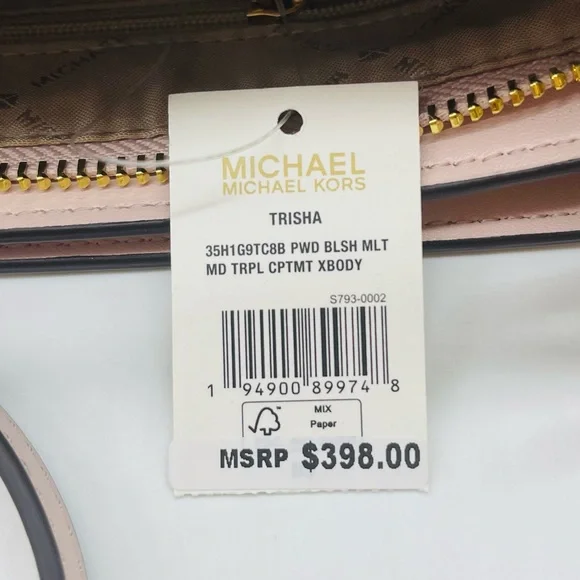 MICHAEL
MICHAEL KORS
TRISHA
35H1G9TC8B PWD BLSH MLT
MD TRPL CPTMT XBODY
S793-0002
1 94900 89974 8
MIX
Paper
MSRP $398.00